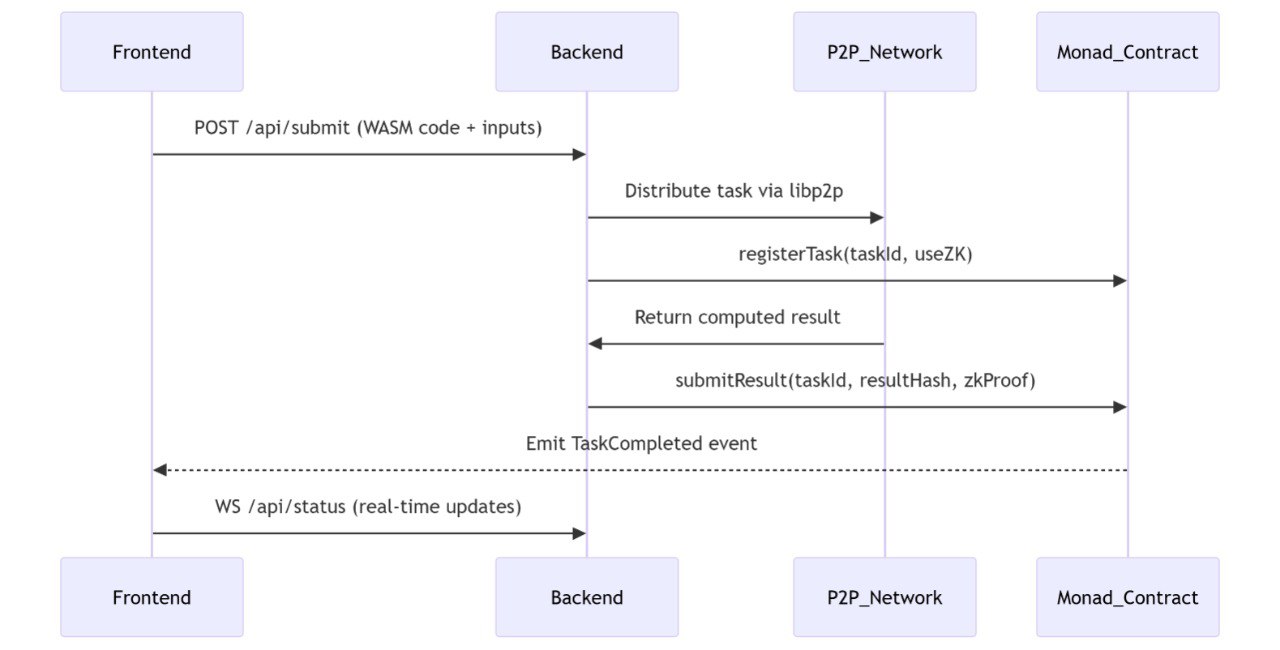 Frontend
Backend
P2P_Network
Monad_Contract
POST /api/submit (WASM code + inputs)
Distribute task via libp2p
registerTask(taskId, useZK)
Return computed result
submitResult(taskId, resultHash, zkProof)
Emit TaskCompleted event
WS /api/status (real-time updates)
Frontend
Backend
P2P_Network
Monad_Contract